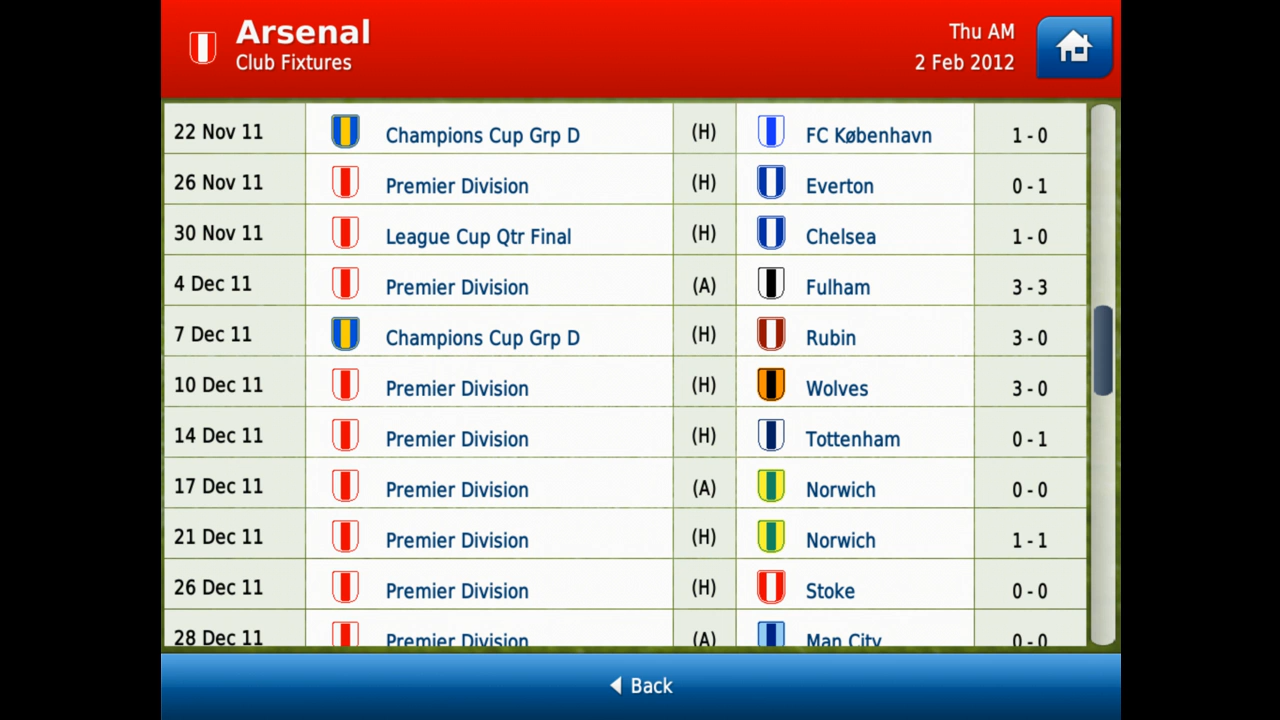 Arsenal
Club Fixtures
Thu AM
2 Feb 2012
22 Nov 11 Champions Cup Grp D (H) FC København 1 - 0
26 Nov 11 Premier Division (H) Everton 0 - 1
30 Nov 11 League Cup Qtr Final (H) Chelsea 1 - 0
4 Dec 11 Premier Division (A) Fulham 3 - 3
7 Dec 11 Champions Cup Grp D (H) Rubin 3 - 0
10 Dec 11 Premier Division (H) Wolves 3 - 0
14 Dec 11 Premier Division (H) Tottenham 0 - 1
17 Dec 11 Premier Division (A) Norwich 0 - 0
21 Dec 11 Premier Division (H) Norwich 1 - 1
26 Dec 11 Premier Division (H) Stoke 0 - 0
28 Dec 11 Premier Division (A) Man City 0 - 0
Back